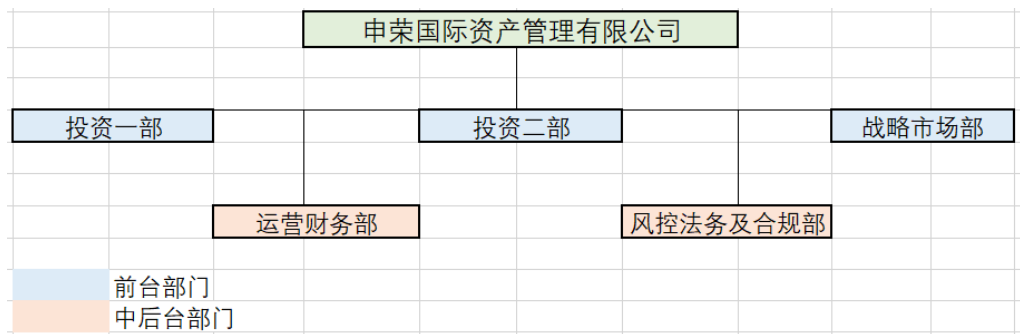 申荣国际资产管理有限公司
投资一部
投资二部
战略市场部
运营财务部
风控法务及合规部
前台部门
中后台部门